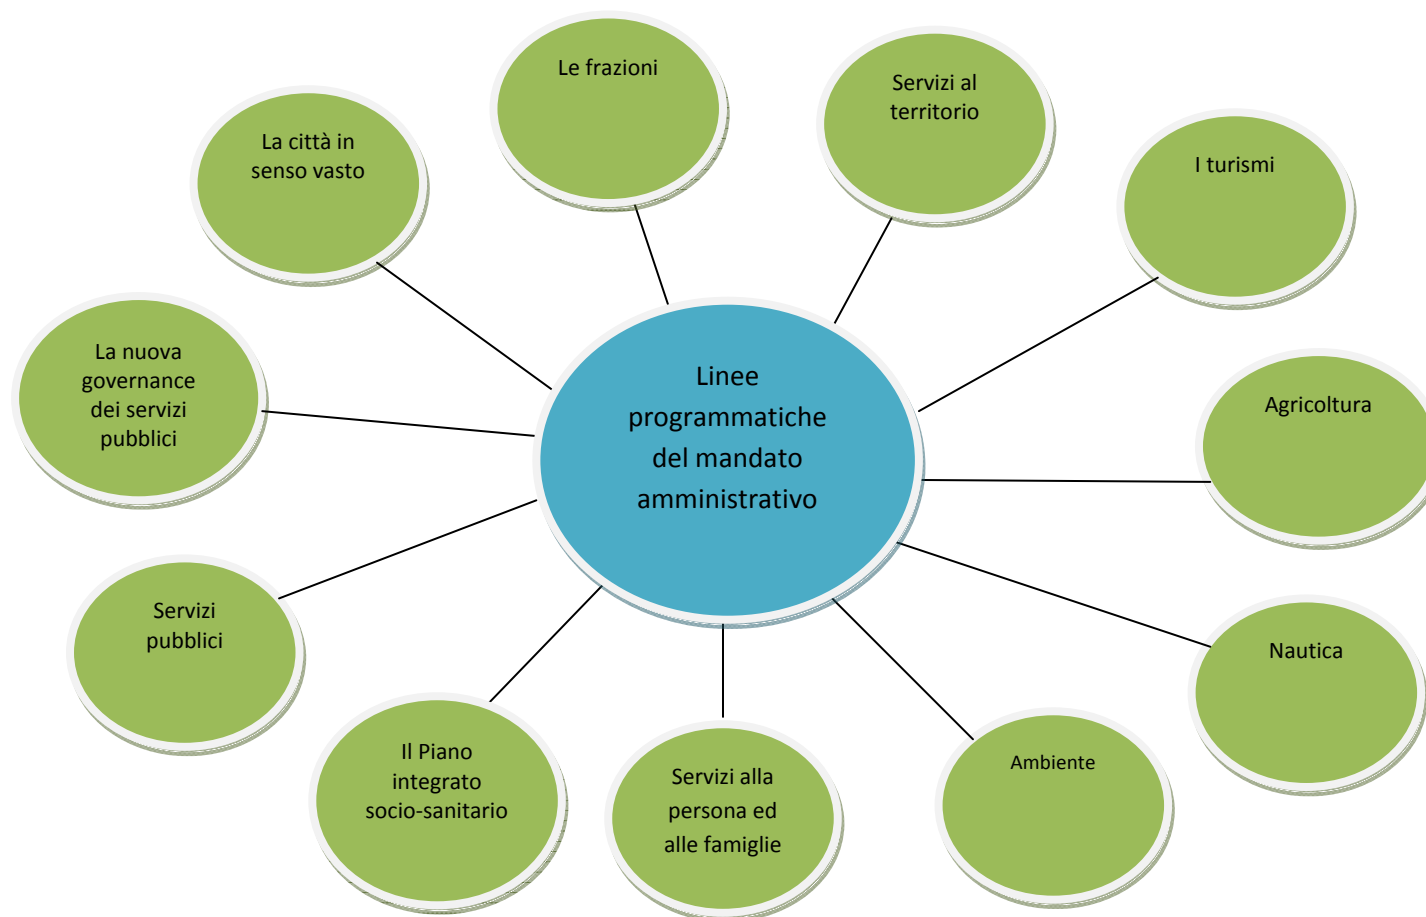 Le frazioni
Servizi al
territorio
La città in
senso vasto
I turismi
La nuova
governance
dei servizi
pubblici
Linee
programmatiche
del mandato
amministrativo
Agricoltura
Servizi
pubblici
Nautica
Il Piano
integrato
socio-sanitario
Servizi alla
persona ed
alle famiglie
Ambiente